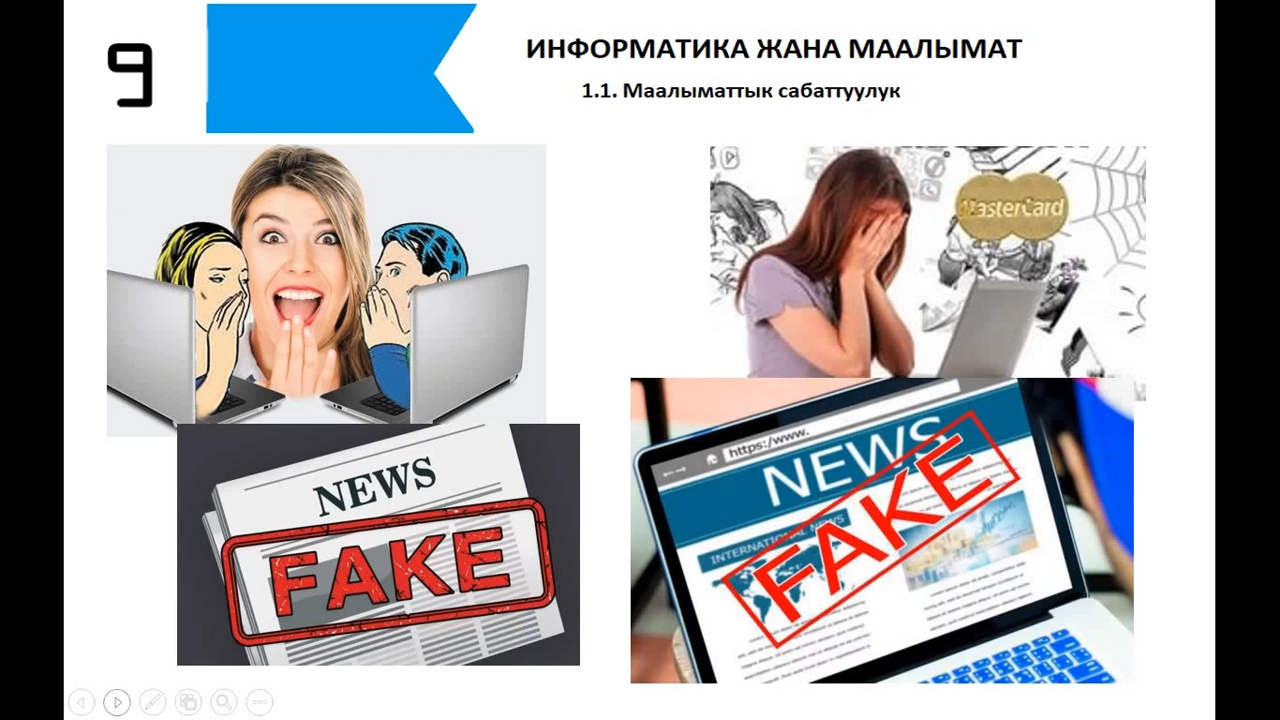 9
ИНФОРМАТИКА ЖАНА МААЛЫМАТ
1.1. Маалыматтык сабаттуулук
MasterCard
NEWS
FAKE
https:/www.
NEWS
INTERNATIONAL NEWS
FAKE